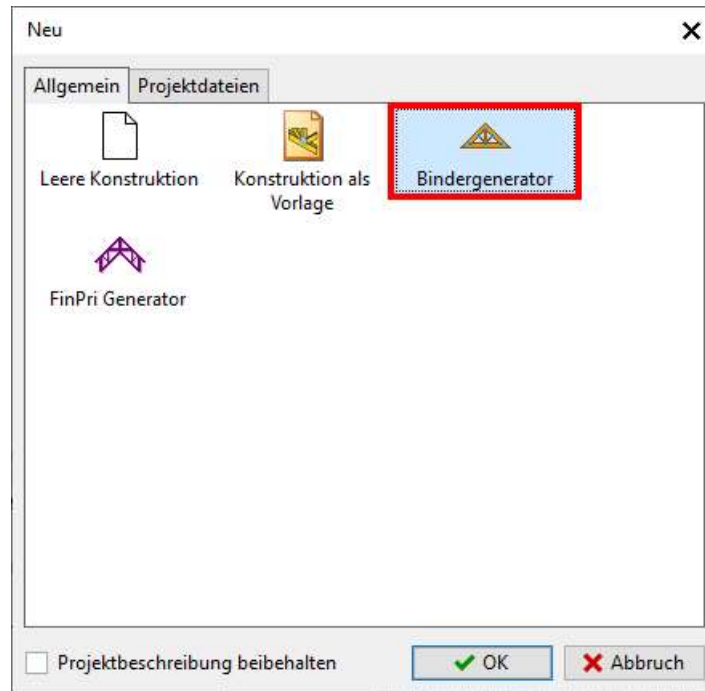 Neu
Allgemein
Projektdateien
Leere Konstruktion
Konstruktion als
Vorlage
Bindergenerator
FinPri Generator
Projektbeschreibung beibehalten
OK
Abbruch